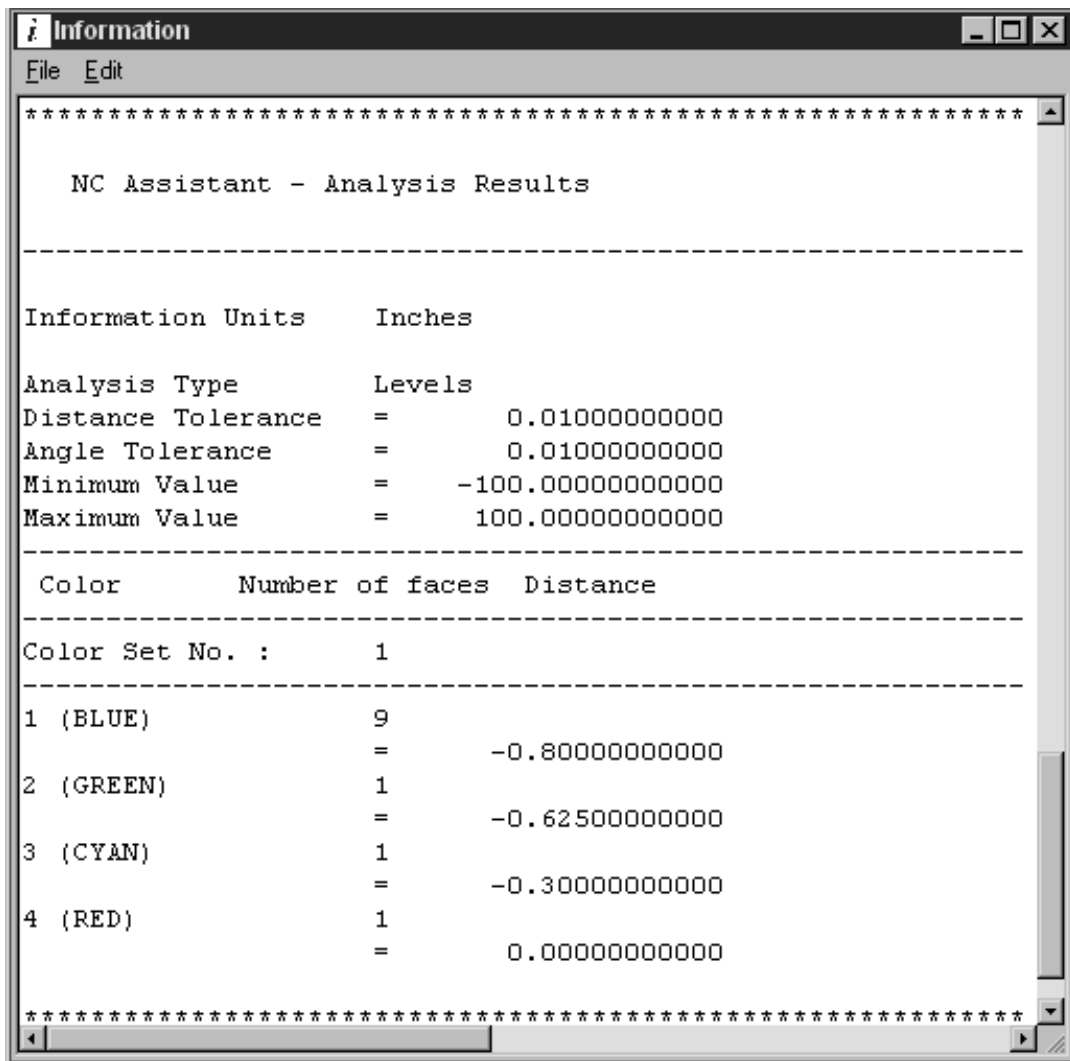 i Information
File Edit
************************************************************
NC Assistant - Analysis Results
------------------------------------------------------------
Information Units Inches
Analysis Type Levels
Distance Tolerance = 0.01000000000
Angle Tolerance = 0.01000000000
Minimum Value = -100.00000000000
Maximum Value = 100.00000000000
------------------------------------------------------------
Color Number of faces Distance
------------------------------------------------------------
Color Set No. : 1
------------------------------------------------------------
1 (BLUE) 9
= -0.80000000000
2 (GREEN) 1
= -0.62500000000
3 (CYAN) 1
= -0.30000000000
4 (RED) 1
= 0.00000000000
************************************************************